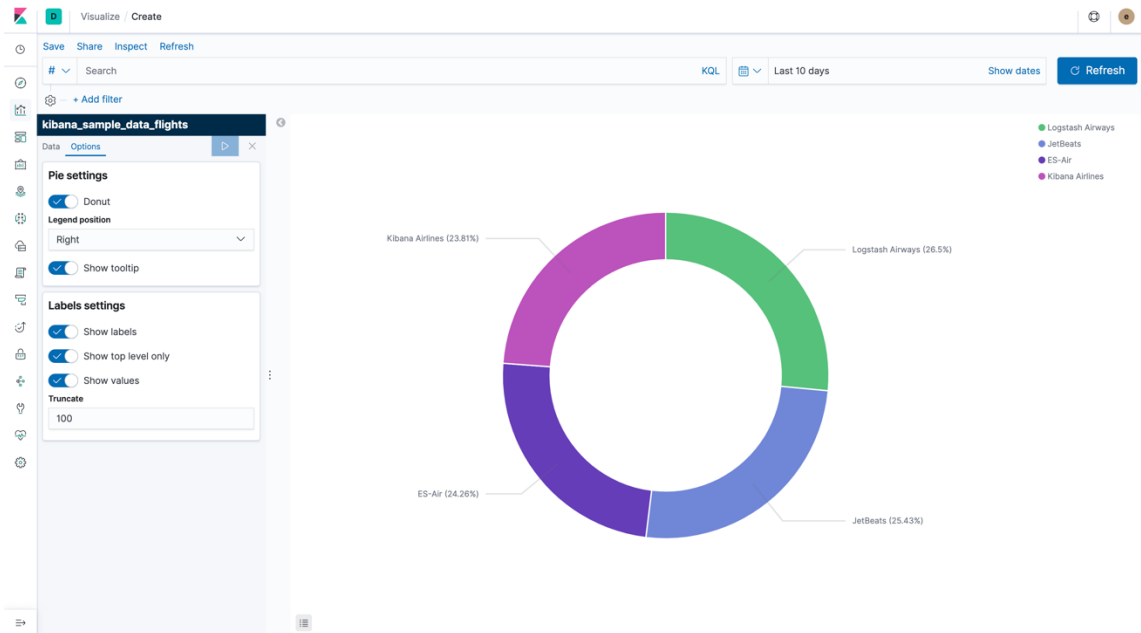 D Visualize / Create e
Save Share Inspect Refresh
# Search KQL Last 10 days Show dates Refresh
+ Add filter
kibana_sample_data_flights
Data Options
Pie settings
Donut
Legend position
Right
Show tooltip
Labels settings
Show labels
Show top level only
Show values
Truncate
100
Logstash Airways
JetBeats
ES-Air
Kibana Airlines
Kibana Airlines (23.81%)
Logstash Airways (26.5%)
ES-Air (24.26%)
JetBeats (25.43%)